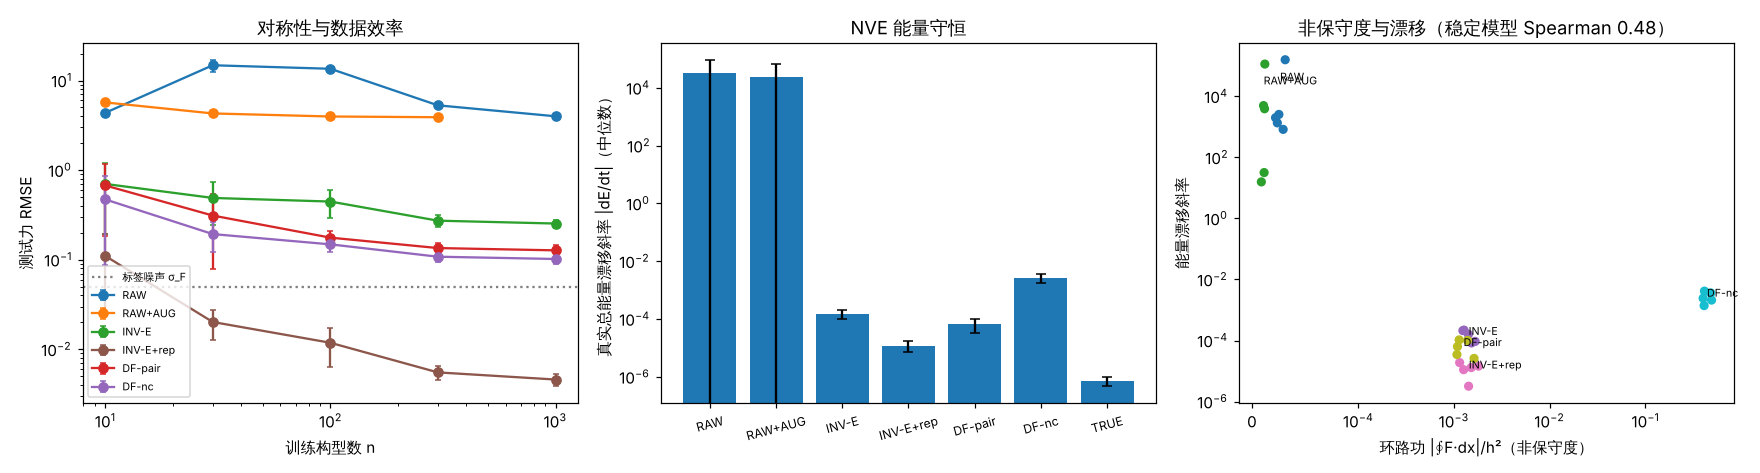 对称性与数据效率
测试力 RMSE
10¹
10⁰
10⁻¹
10⁻²
标签噪声 σ_F
RAW
RAW+AUG
INV-E
INV-E+rep
DF-pair
DF-nc
10¹
10²
10³
训练构型数 n
NVE 能量守恒
真实总能量漂移斜率 |dE/dt|（中位数）
10⁴
10²
10⁰
10⁻²
10⁻⁴
10⁻⁶
RAW
RAW+AUG
INV-E
INV-E+rep
DF-pair
DF-nc
TRUE
非保守度与漂移（稳定模型 Spearman 0.48）
能量漂移斜率
10⁴
10²
10⁰
10⁻²
10⁻⁴
10⁻⁶
RAW
RAW+AUG
DF-nc
INV-E
DF-pair
INV-E+rep
0
10⁻⁴
10⁻³
10⁻²
10⁻¹
环路功 |∮F·dx|/h²（非保守度）